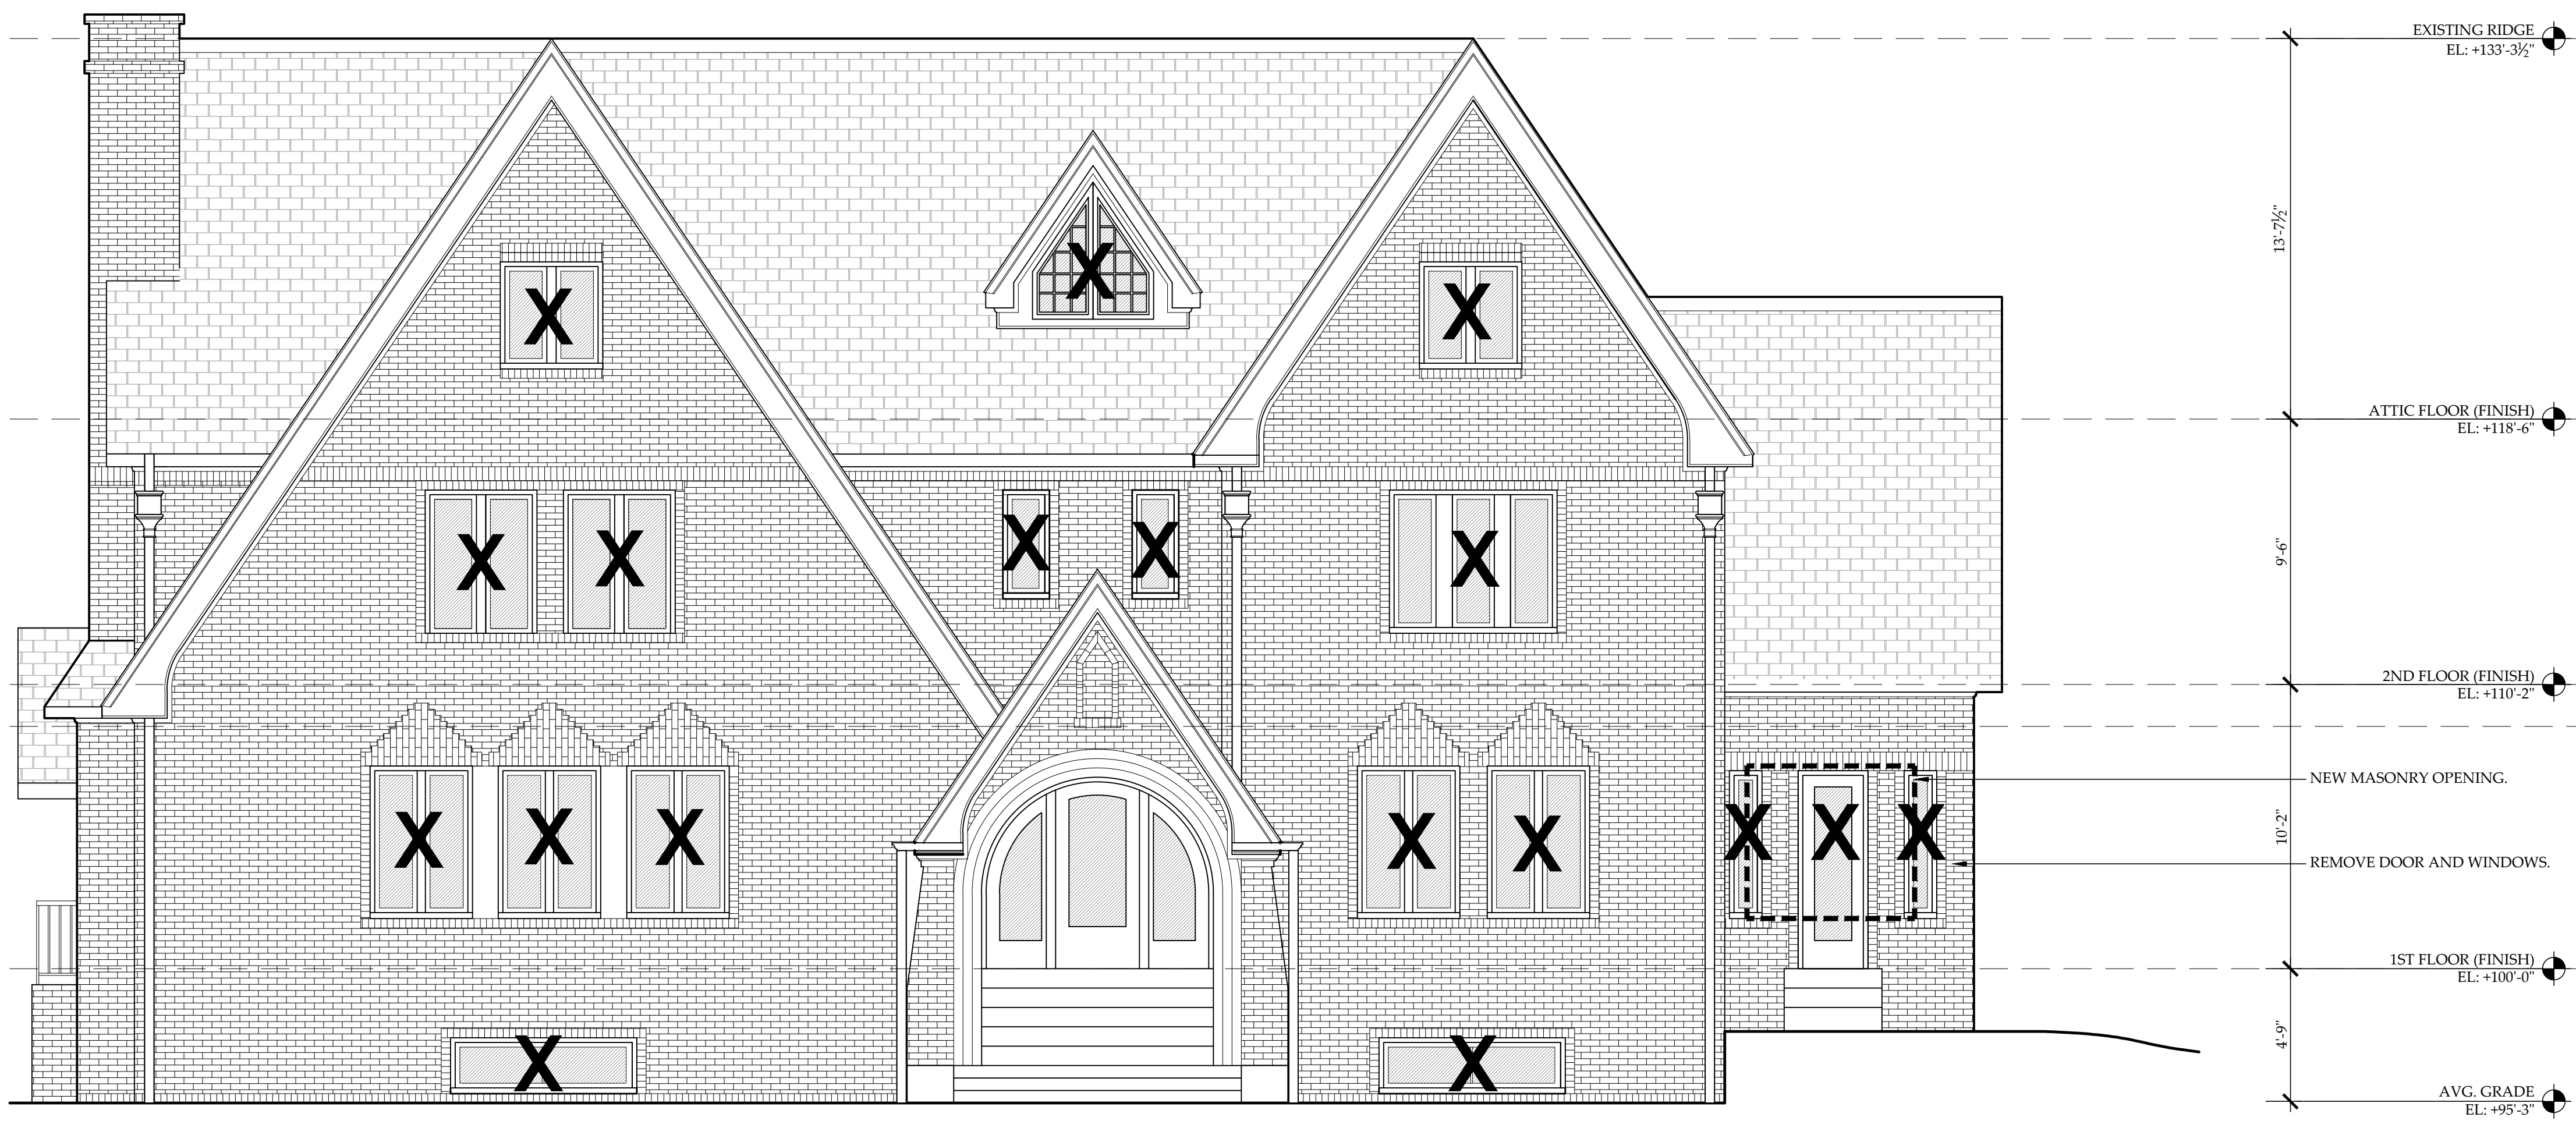 EXISTING RIDGE
EL: +133'-3½"
13'-7½"
X
X
X
ATTIC FLOOR (FINISH)
EL: +118'-6"
X
X
X
X
X
9'-6"
2ND FLOOR (FINISH)
EL: +110'-2"
NEW MASONRY OPENING.
X
X
X
X
X
X
X
X
10'-2"
REMOVE DOOR AND WINDOWS.
1ST FLOOR (FINISH)
EL: +100'-0"
X
X
4'-9"
AVG. GRADE
EL: +95'-3"